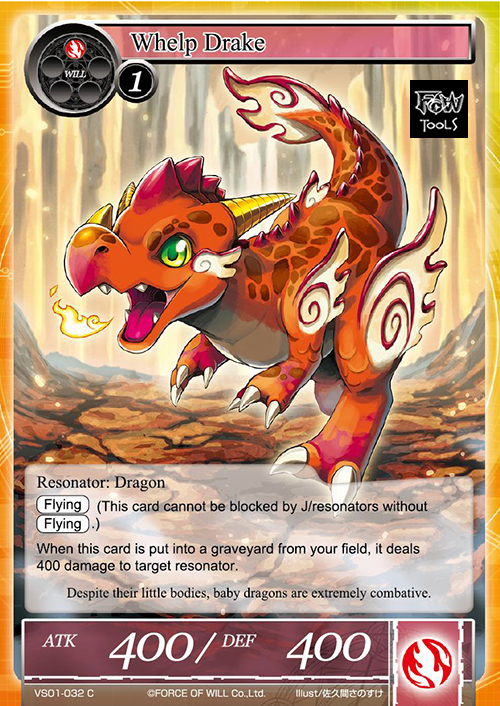 Whelp Drake
WILL
1
FOW
TOOLS
Resonator: Dragon
Flying (This card cannot be blocked by J/resonators without
Flying.)
When this card is put into a graveyard from your field, it deals
400 damage to target resonator.
Despite their little bodies, baby dragons are extremely combative.
ATK 400/ DEF 400
VS01-032 C ©FORCE OF WILL Co.,Ltd. Illust/佐久間さのすけ